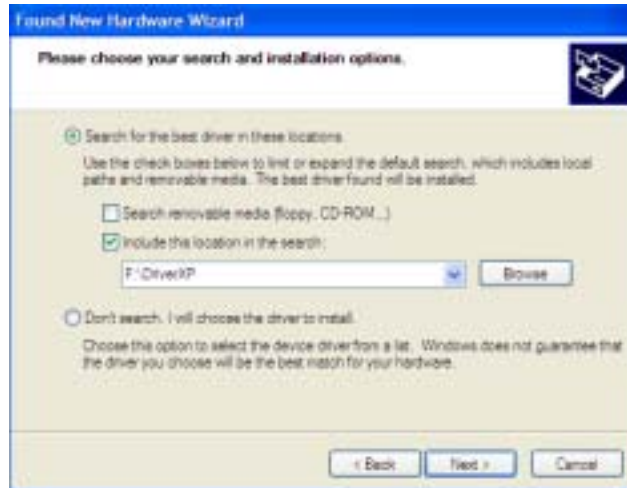 Found New Hardware Wizard
Please choose your search and installation options.
Search for the best driver in these locations.
Use the check boxes below to limit or expand the default search, which includes local
paths and removable media. The best driver found will be installed.
Search removable media (floppy, CD-ROM...)
Include this location in the search:
F:\DriverXP
Browse
Don't search. I will choose the driver to install.
Choose this option to select the device driver from a list. Windows does not guarantee that
the driver you choose will be the best match for your hardware.
< Back Next > Cancel